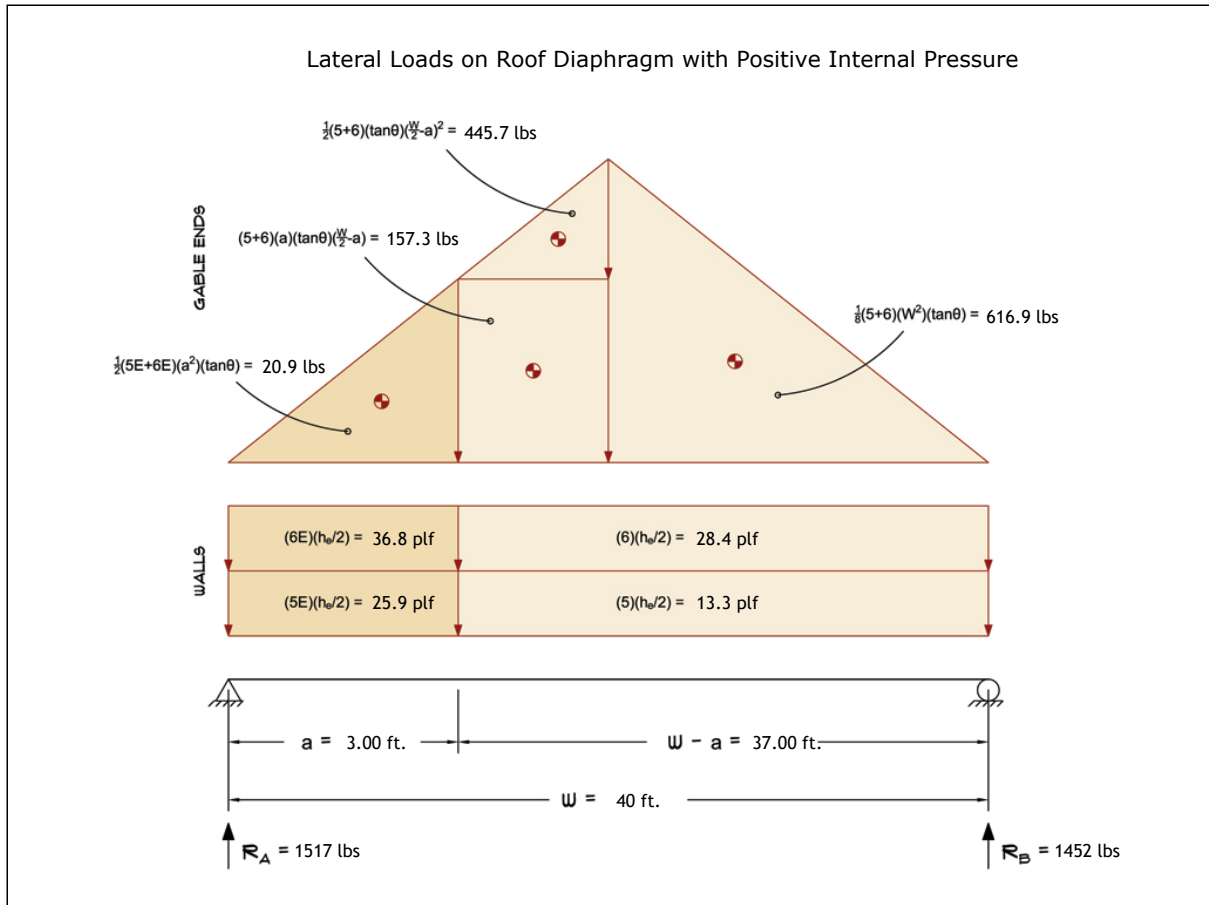 Lateral Loads on Roof Diaphragm with Positive Internal Pressure
½(5+6)(tanθ)(W/2-a)² = 445.7 lbs
GABLE ENDS
(5+6)(a)(tanθ)(W/2-a) = 157.3 lbs
⅛(5+6)(W²)(tanθ) = 616.9 lbs
½(5E+6E)(a²)(tanθ) = 20.9 lbs
WALLS
(6E)(hₑ/2) = 36.8 plf
(6)(hₑ/2) = 28.4 plf
(5E)(hₑ/2) = 25.9 plf
(5)(hₑ/2) = 13.3 plf
a = 3.00 ft.
W - a = 37.00 ft.
W = 40 ft.
R_A = 1517 lbs
R_B = 1452 lbs